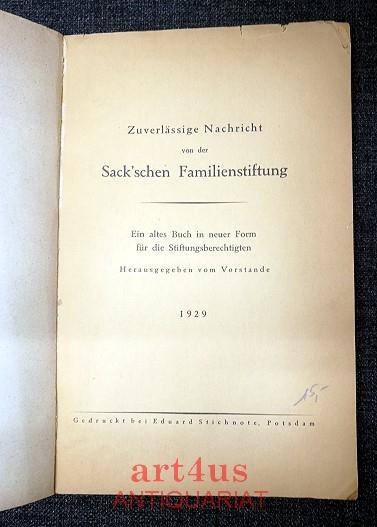 Zuverlässige Nachricht
von der
Sack'schen Familienstiftung
Ein altes Buch in neuer Form
für die Stiftungsberechtigten
Herausgegeben vom Vorstande
1929
15,-
Gedruckt bei Eduard Stichnote, Potsdam
art4us
ANTIQUARIAT